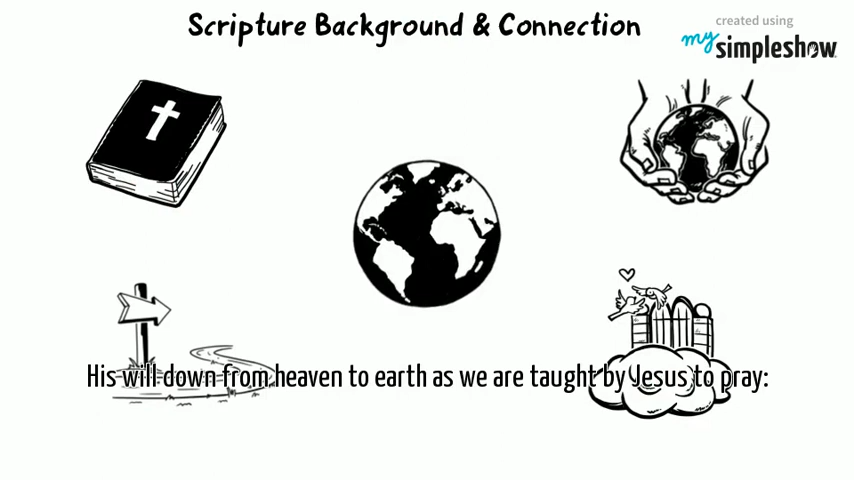 Scripture Background & Connection
created using
my simpleshow
His will down from heaven to earth as we are taught by Jesus to pray: